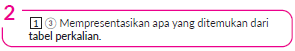 2
1 ③ Mempresentasikan apa yang ditemukan dari
tabel perkalian.